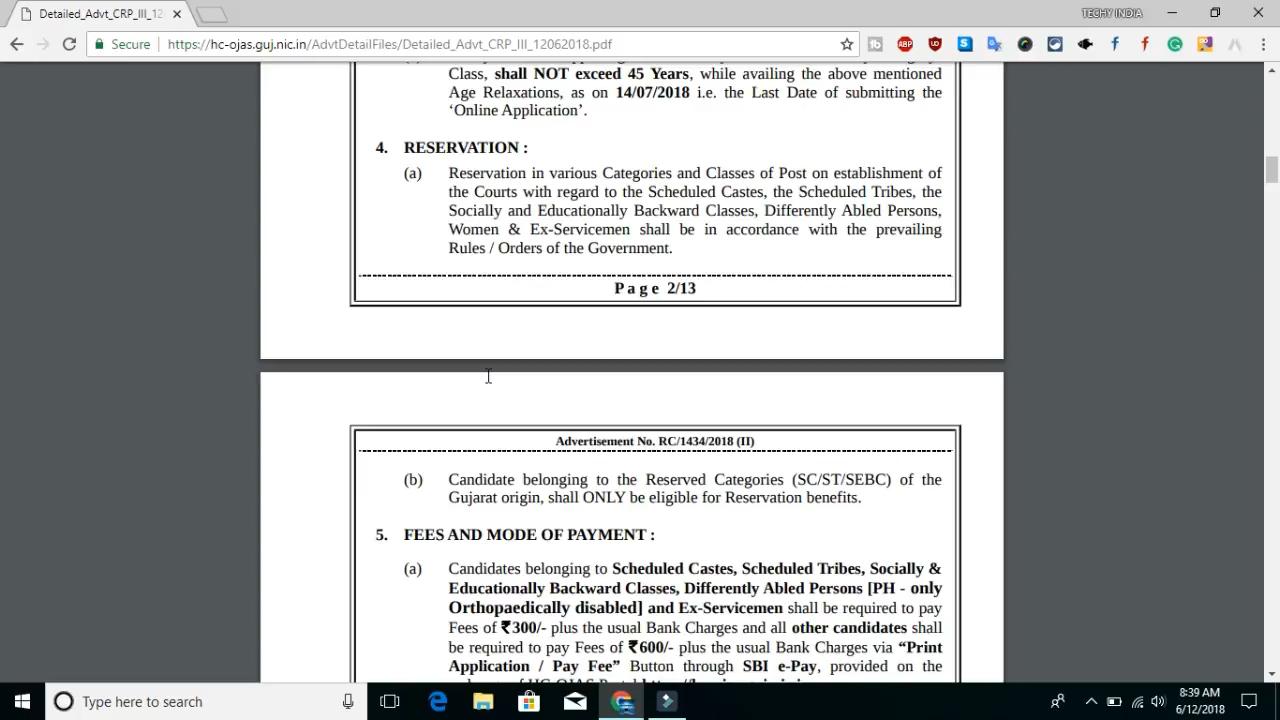 Detailed_Advt_CRP_III_12
TECHY INDIA
Secure
https://hc-ojas.guj.nic.in/AdvtDetailFiles/Detailed_Advt_CRP_III_12062018.pdf
Class, shall NOT exceed 45 Years, while availing the above mentioned
Age Relaxations, as on 14/07/2018 i.e. the Last Date of submitting the
‘Online Application’.
4. RESERVATION :
(a) Reservation in various Categories and Classes of Post on establishment of
the Courts with regard to the Scheduled Castes, the Scheduled Tribes, the
Socially and Educationally Backward Classes, Differently Abled Persons,
Women & Ex-Servicemen shall be in accordance with the prevailing
Rules / Orders of the Government.
Page 2/13
Advertisement No. RC/1434/2018 (II)
(b) Candidate belonging to the Reserved Categories (SC/ST/SEBC) of the
Gujarat origin, shall ONLY be eligible for Reservation benefits.
5. FEES AND MODE OF PAYMENT :
(a) Candidates belonging to Scheduled Castes, Scheduled Tribes, Socially &
Educationally Backward Classes, Differently Abled Persons [PH - only
Orthopaedically disabled] and Ex-Servicemen shall be required to pay
Fees of ₹300/- plus the usual Bank Charges and all other candidates shall
be required to pay Fees of ₹600/- plus the usual Bank Charges via “Print
Application / Pay Fee” Button through SBI e-Pay, provided on the
Type here to search
8:39 AM
6/12/2018